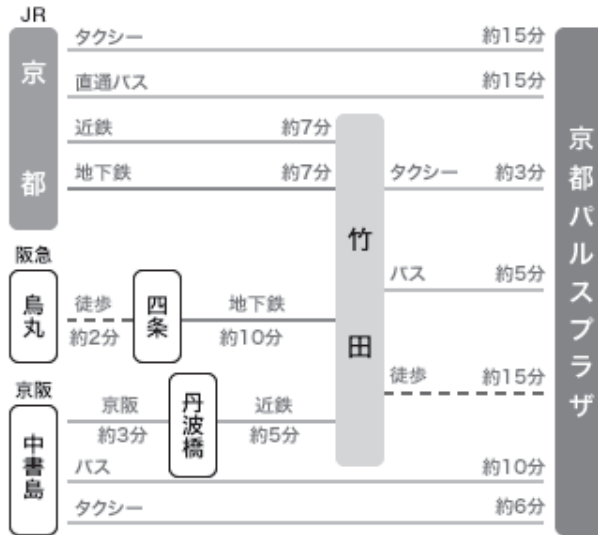 JR
京都
タクシー 約15分
直通バス 約15分
近鉄 約7分
地下鉄 約7分
竹田
タクシー 約3分
バス 約5分
徒歩 約15分
阪急
烏丸
徒歩
約2分
四条
地下鉄
約10分
京阪
中書島
京阪
約3分
丹波橋
近鉄
約5分
バス 約10分
タクシー 約6分
京都パルスプラザ